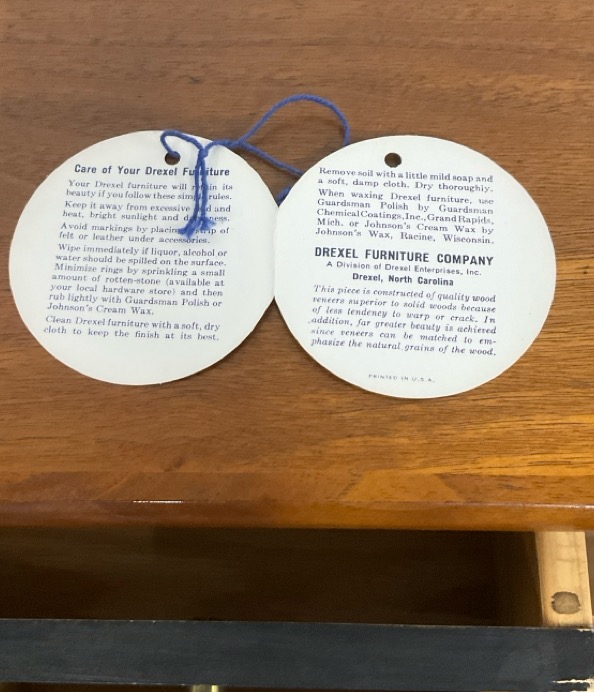 Care of Your Drexel Furniture
Your Drexel furniture will its
beauty if you follow these simple rules.
Keep it away from excessive and
heat, bright sunlight and
Avoid markings by placing strip of
felt or leather under accessories.
Wipe immediately if liquor, alcohol or
water should be spilled on the surface.
Minimize rings by sprinkling a small
amount of rotten-stone (available at
your local hardware store) and then
rub lightly with Guardsman Polish or
Johnson's Cream Wax.
Clean Drexel furniture with a soft, dry
cloth to keep the finish at its best.
Remove soil with a little mild soap and
a soft, damp cloth. Dry thoroughly.
When waxing Drexel furniture, use
Guardsman Polish by Guardsman
Chemical Coatings, Inc., Grand Rapids,
Mich. or Johnson's Cream Wax by
Johnson's Wax, Racine, Wisconsin.
DREXEL FURNITURE COMPANY
A Division of Drexel Enterprises, Inc.
Drexel, North Carolina
This piece is constructed of quality wood
veneers superior to solid woods because
of less tendency to warp or crack. In
addition, far greater beauty is achieved
since veneers can be matched to em-
phasize the natural grains of the wood.
PRINTED IN U.S.A.